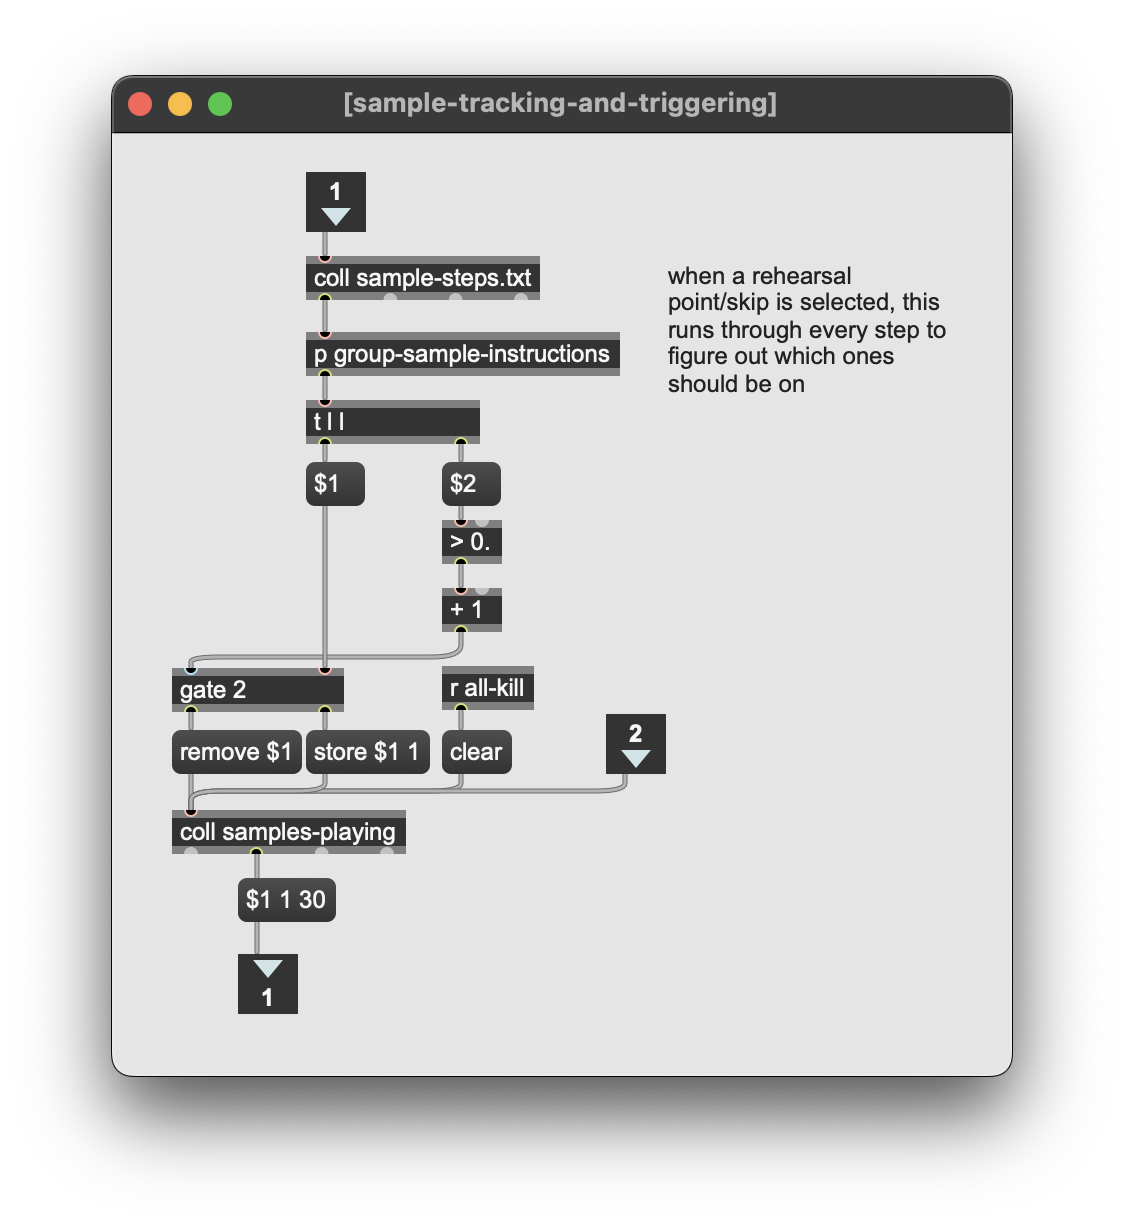 [sample-tracking-and-triggering]
1
coll sample-steps.txt
when a rehearsal
point/skip is selected, this
runs through every step to
figure out which ones
should be on
p group-sample-instructions
t l l
$1
$2
> 0.
+ 1
gate 2
r all-kill
remove $1
store $1 1
clear
2
coll samples-playing
$1 1 30
1